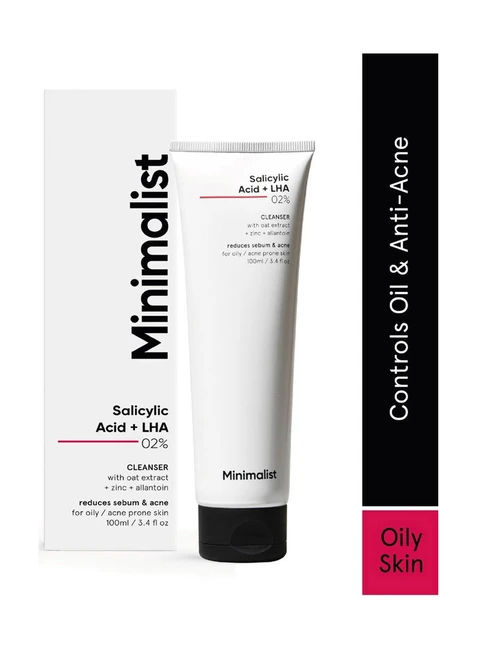 Minimalist
Salicylic
Acid + LHA
02%
CLEANSER
with oat extract
+ zinc + allantoin
reduces sebum & acne
for oily / acne prone skin
100ml / 3.4 fl oz
Salicylic
Acid + LHA
02%
CLEANSER
with oat extract
+ zinc + allantoin
reduces sebum & acne
for oily / acne prone skin
100ml / 3.4 fl oz
Minimalist
Controls Oil & Anti-Acne
Oily
Skin